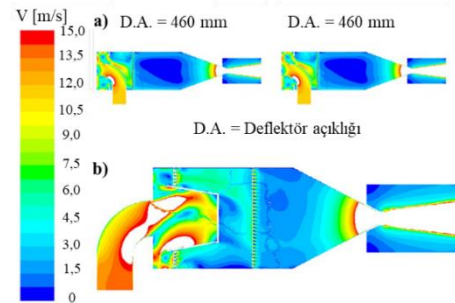 V [m/s]
a) D.A. = 460 mm D.A. = 460 mm
15,0
13,5
12,0
10,5
9,0
7,5
6,0
4,5
3,0
1,5
0
D.A. = Deflektör açıklığı
b)